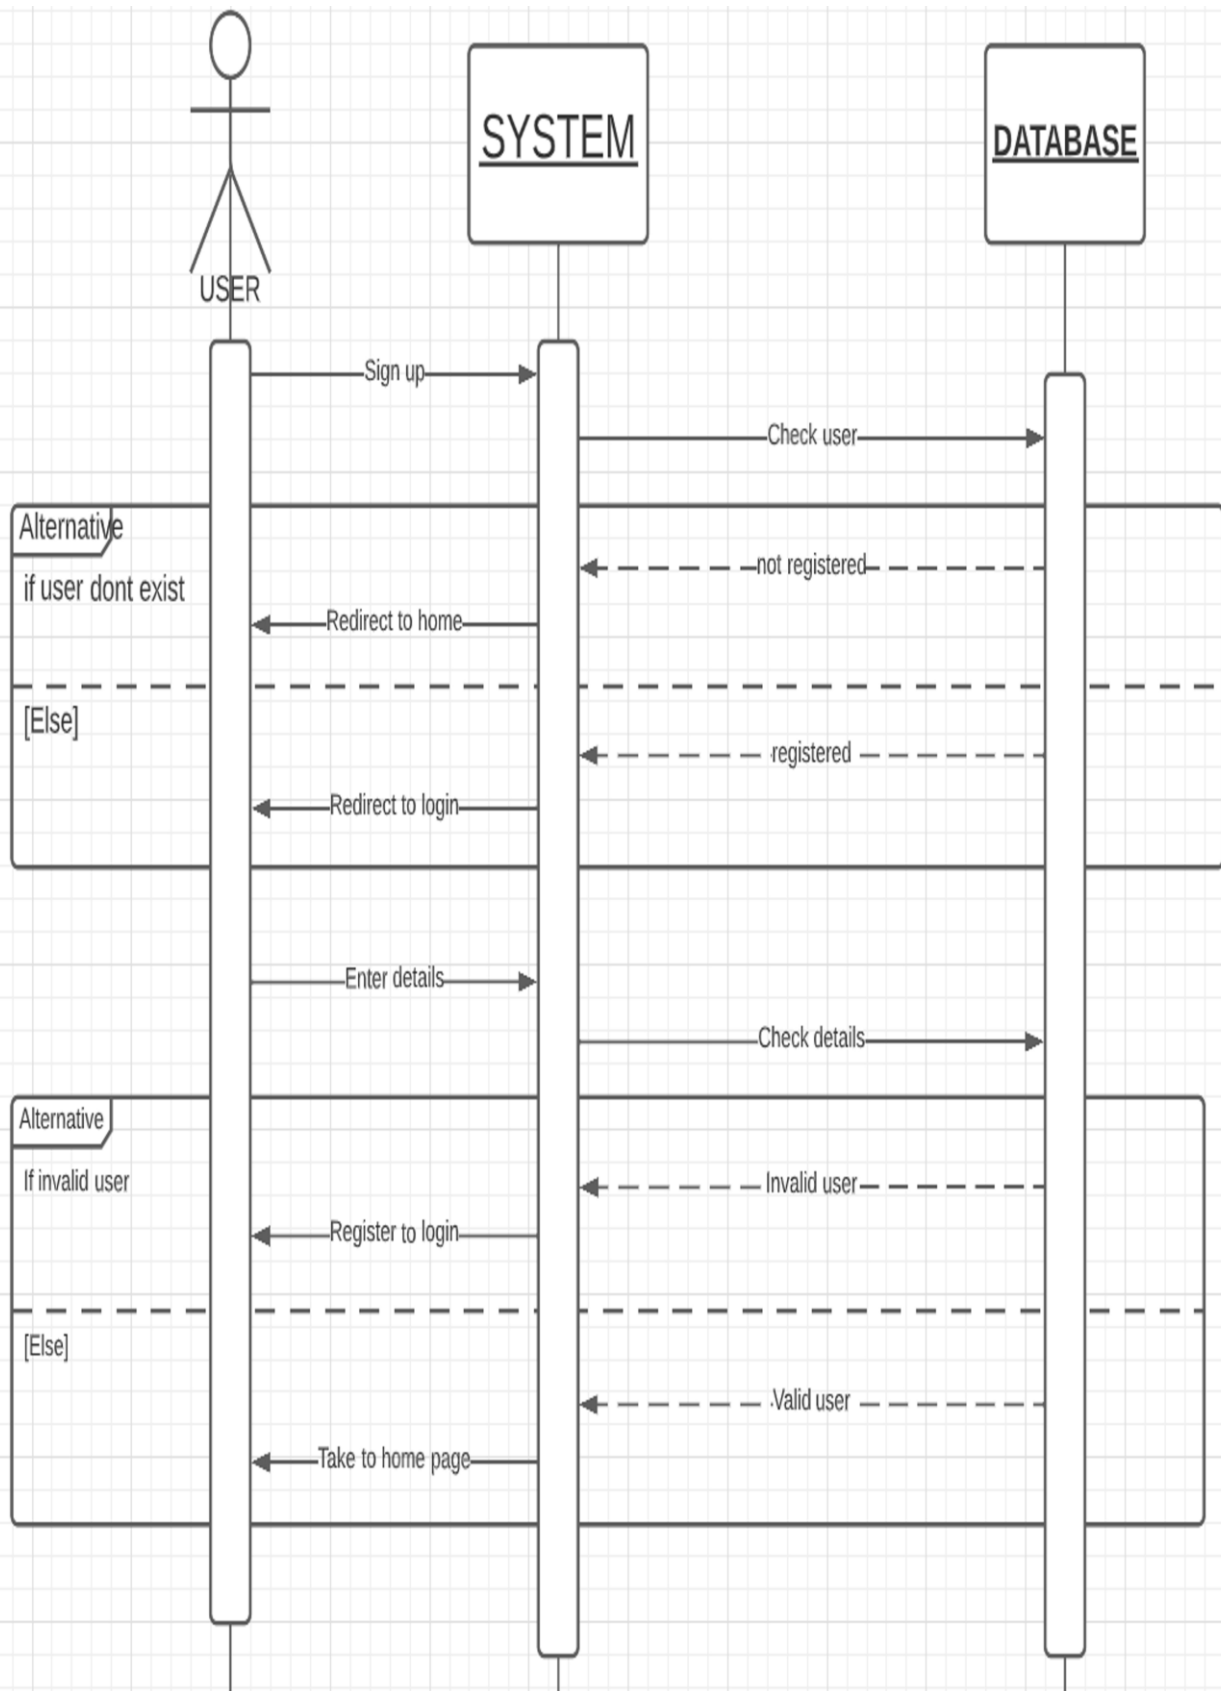 SYSTEM
DATABASE
USER
Sign up
Check user
Alternative
not registered
if user dont exist
Redirect to home
[Else]
registered
Redirect to login
Enter details
Check details
Alternative
If invalid user
Invalid user
Register to login
[Else]
Valid user
Take to home page